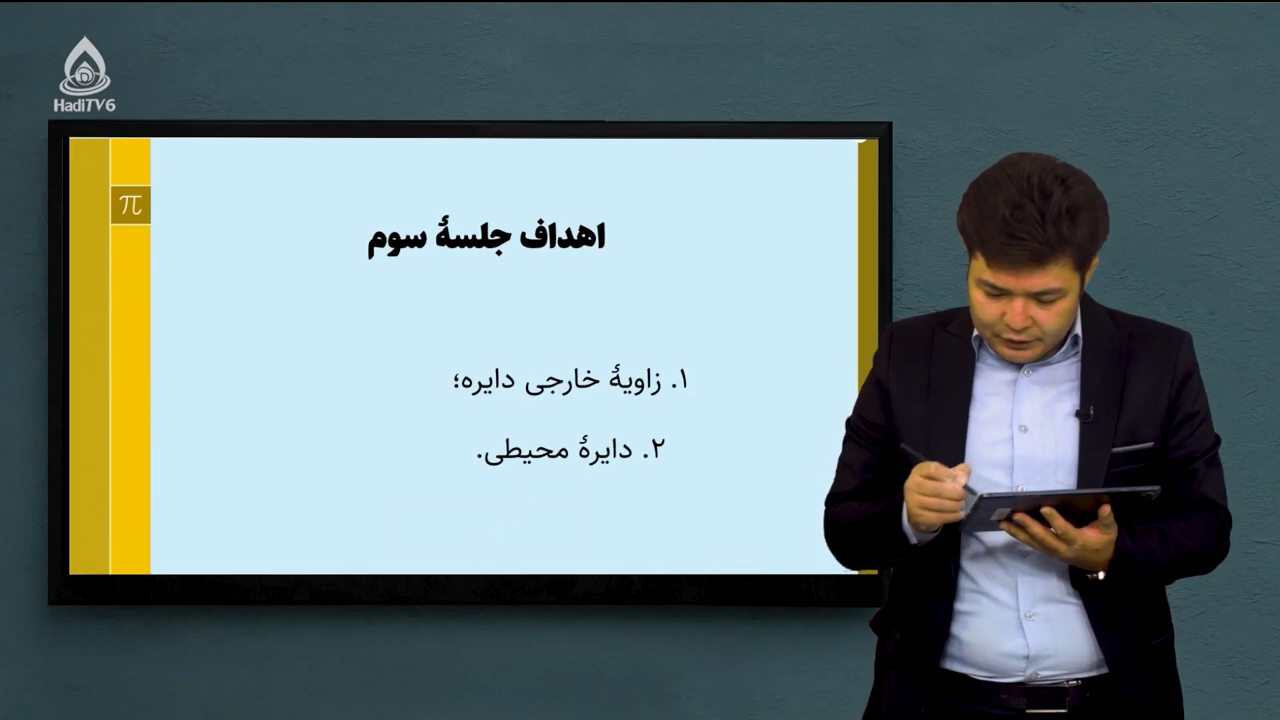 HadiTV6
π
اهداف جلسهٔ سوم
۱. زاویهٔ خارجی دایره؛
۲. دایرهٔ محیطی.